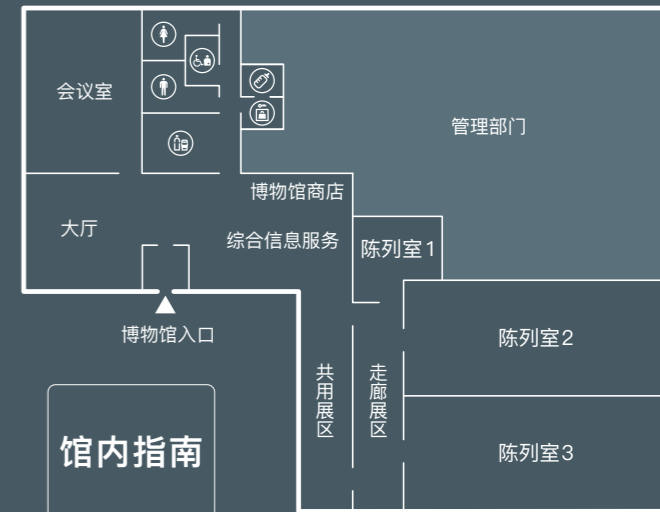 会议室
管理部门
博物馆商店
大厅
综合信息服务
陈列室1
博物馆入口
陈列室2
共用展区
走廊展区
馆内指南
陈列室3